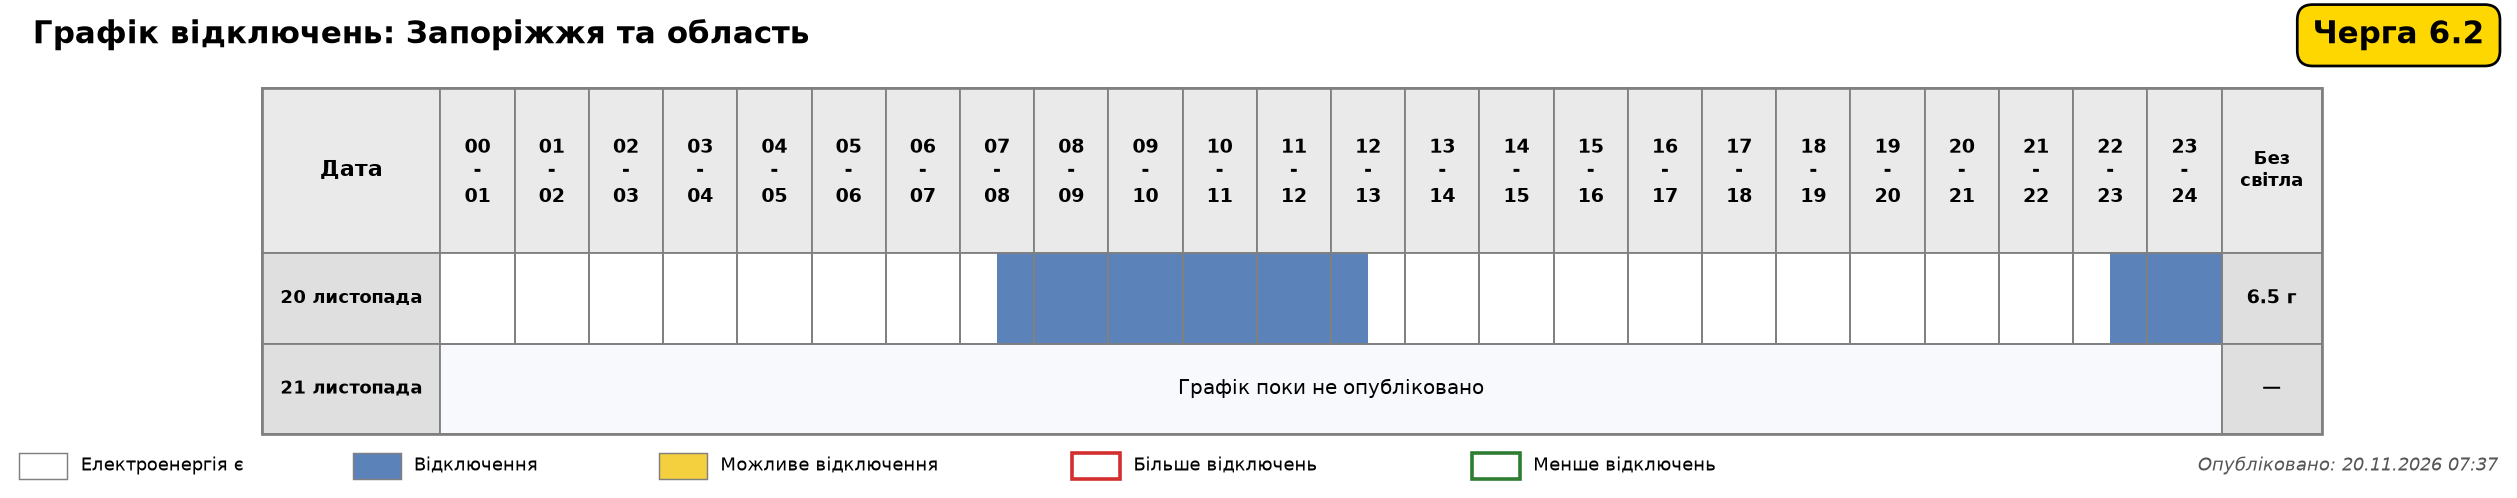 Графік відключень: Запоріжжя та область
Черга 6.2
Дата
00 - 01
01 - 02
02 - 03
03 - 04
04 - 05
05 - 06
06 - 07
07 - 08
08 - 09
09 - 10
10 - 11
11 - 12
12 - 13
13 - 14
14 - 15
15 - 16
16 - 17
17 - 18
18 - 19
19 - 20
20 - 21
21 - 22
22 - 23
23 - 24
Без
світла
20 листопада
6.5 г
21 листопада
Графік поки не опубліковано
—
Електроенергія є
Відключення
Можливе відключення
Більше відключень
Менше відключень
Опубліковано: 20.11.2026 07:37